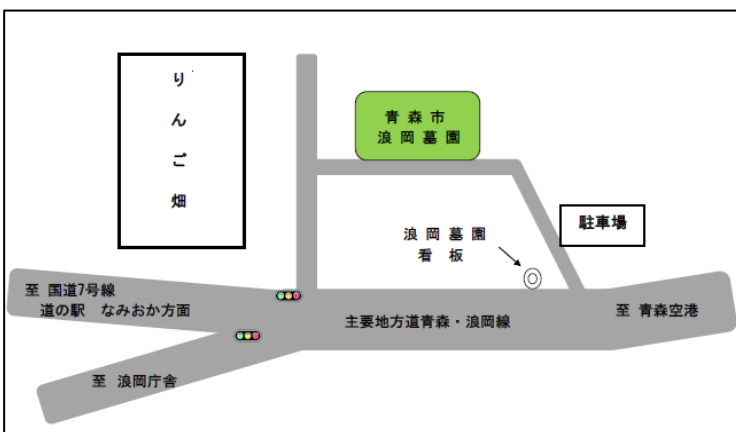 りんご畑
青森市
浪岡墓園
駐車場
浪岡墓園
看板
至 国道7号線
道の駅 なみおか方面
主要地方道青森・浪岡線
至 青森空港
至 浪岡庁舎